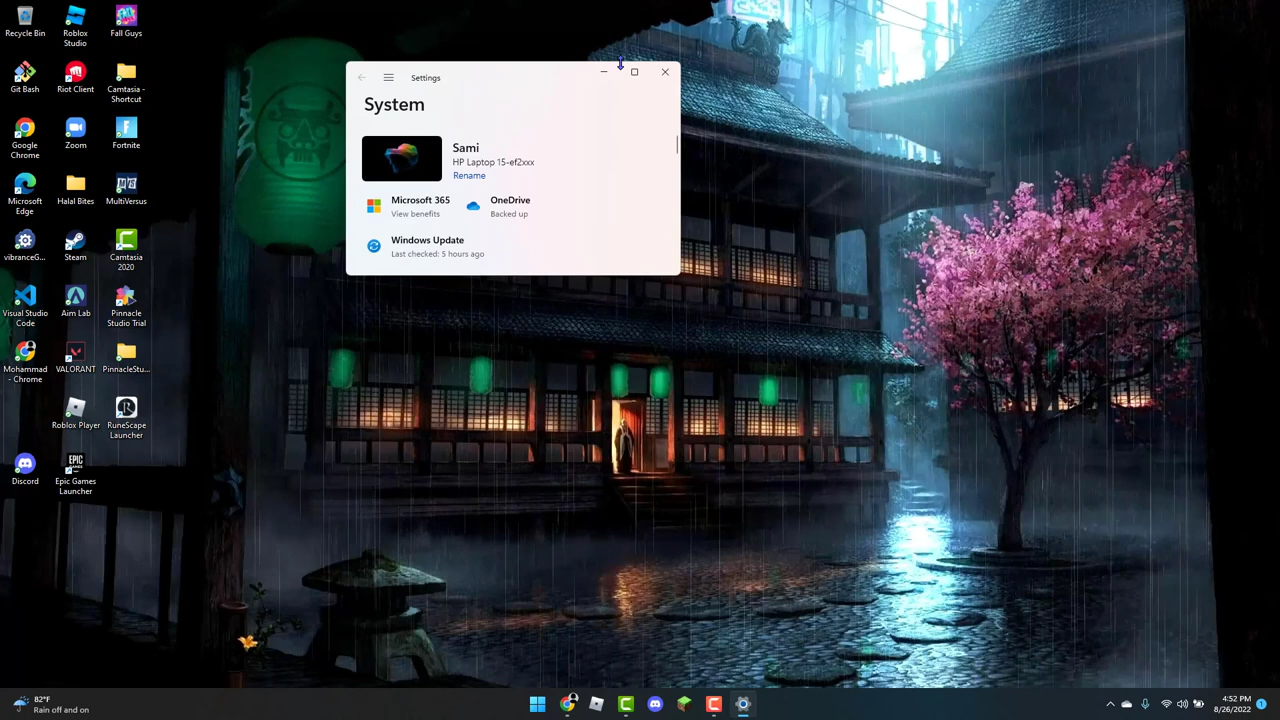 Recycle Bin
Roblox
Studio
Fall Guys
Git Bash
Riot Client
Camtasia -
Shortcut
Google
Chrome
Zoom
Fortnite
Microsoft
Edge
Halal Bites
MultiVersus
vibranceG...
Steam
Camtasia
2020
Visual Studio
Code
Aim Lab
Pinnacle
Studio Trial
Mohammad
- Chrome
VALORANT
PinnacleStu...
Roblox Player
RuneScape
Launcher
Discord
EPIC
GAMES
Epic Games
Launcher
Settings
System
Sami
HP Laptop 15-ef2xxx
Rename
Microsoft 365
View benefits
OneDrive
Backed up
Windows Update
Last checked: 5 hours ago
82°F
Rain off and on
4:52 PM
8/26/2022
1